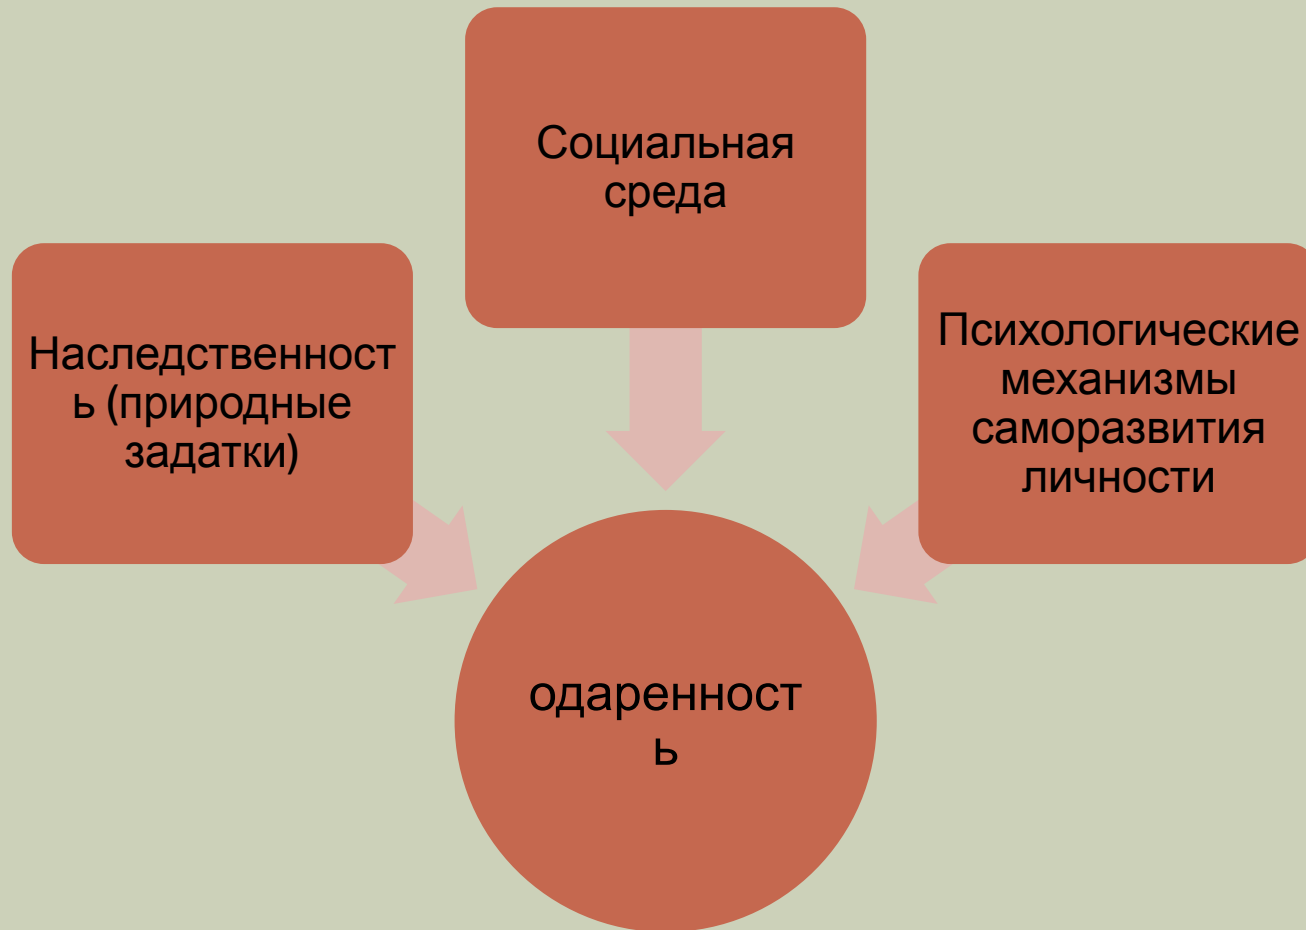 Социальная
среда
Наследственност
ь (природные
задатки)
Психологические
механизмы
саморазвития
личности
одаренност
ь